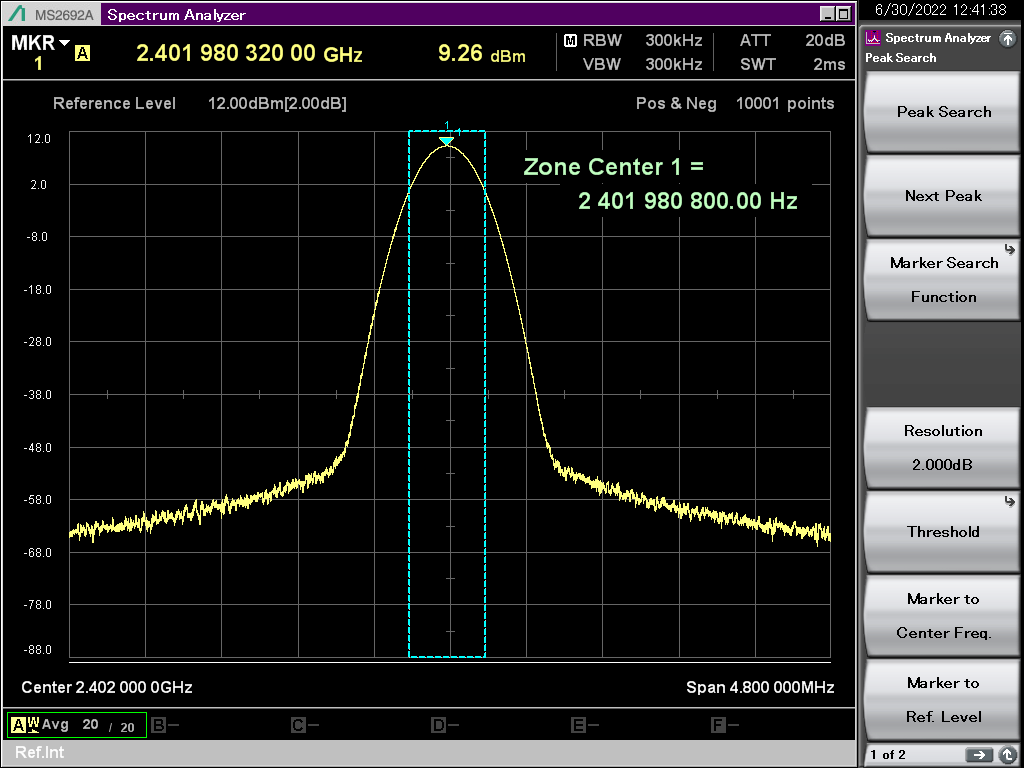 MS2692A Spectrum Analyzer
6/30/2022 12:41:38
MKR
1
A
2.401 980 320 00 GHz
9.26 dBm
M RBW 300kHz
VBW 300kHz
ATT 20dB
SWT 2ms
Reference Level 12.00dBm[2.00dB]
Pos & Neg 10001 points
1
Zone Center 1 =
2 401 980 800.00 Hz
12.0
2.0
-8.0
-18.0
-28.0
-38.0
-48.0
-58.0
-68.0
-78.0
-88.0
Center 2.402 000 0GHz
Span 4.800 000MHz
A W Avg 20 / 20
B --
C --
D --
E --
F --
Ref.Int
Spectrum Analyzer
Peak Search
Peak Search
Next Peak
Marker Search
Function
Resolution
2.000dB
Threshold
Marker to
Center Freq.
Marker to
Ref. Level
1 of 2